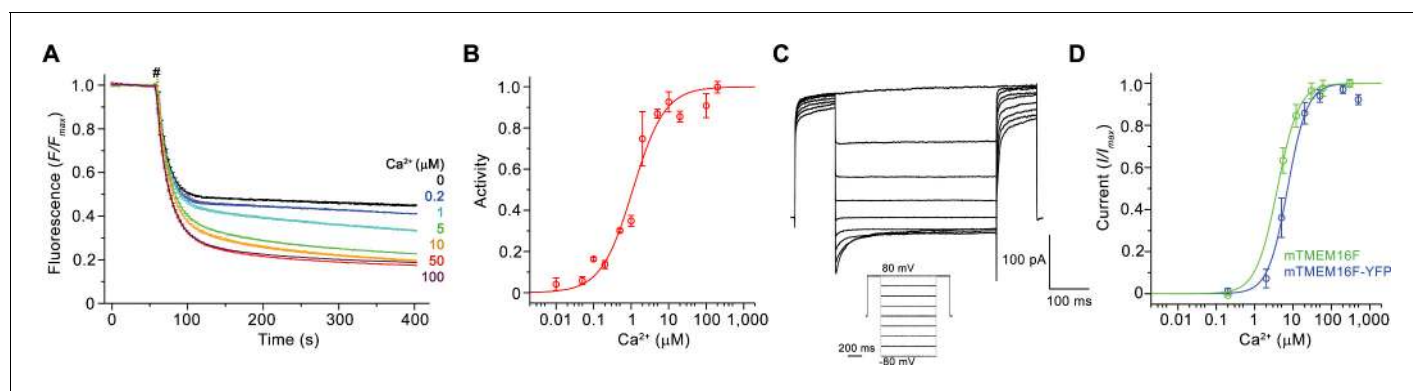 A
#
Fluorescence (F/Fmax)
1.0
0.8
0.6
0.4
0.2
0
Ca²⁺ (μM)
0
0.2
1
5
10
50
100
0
100
200
300
400
Time (s)
B
Activity
1.0
0.8
0.6
0.4
0.2
0
0.01
0.1
1
10
100
1,000
Ca²⁺ (μM)
C
100 pA
100 ms
80 mV
200 ms
-80 mV
D
Current (I/Imax)
1.0
0.8
0.6
0.4
0.2
0
mTMEM16F
mTMEM16F-YFP
0.01
0.1
1
10
100
1,000
Ca²⁺ (μM)